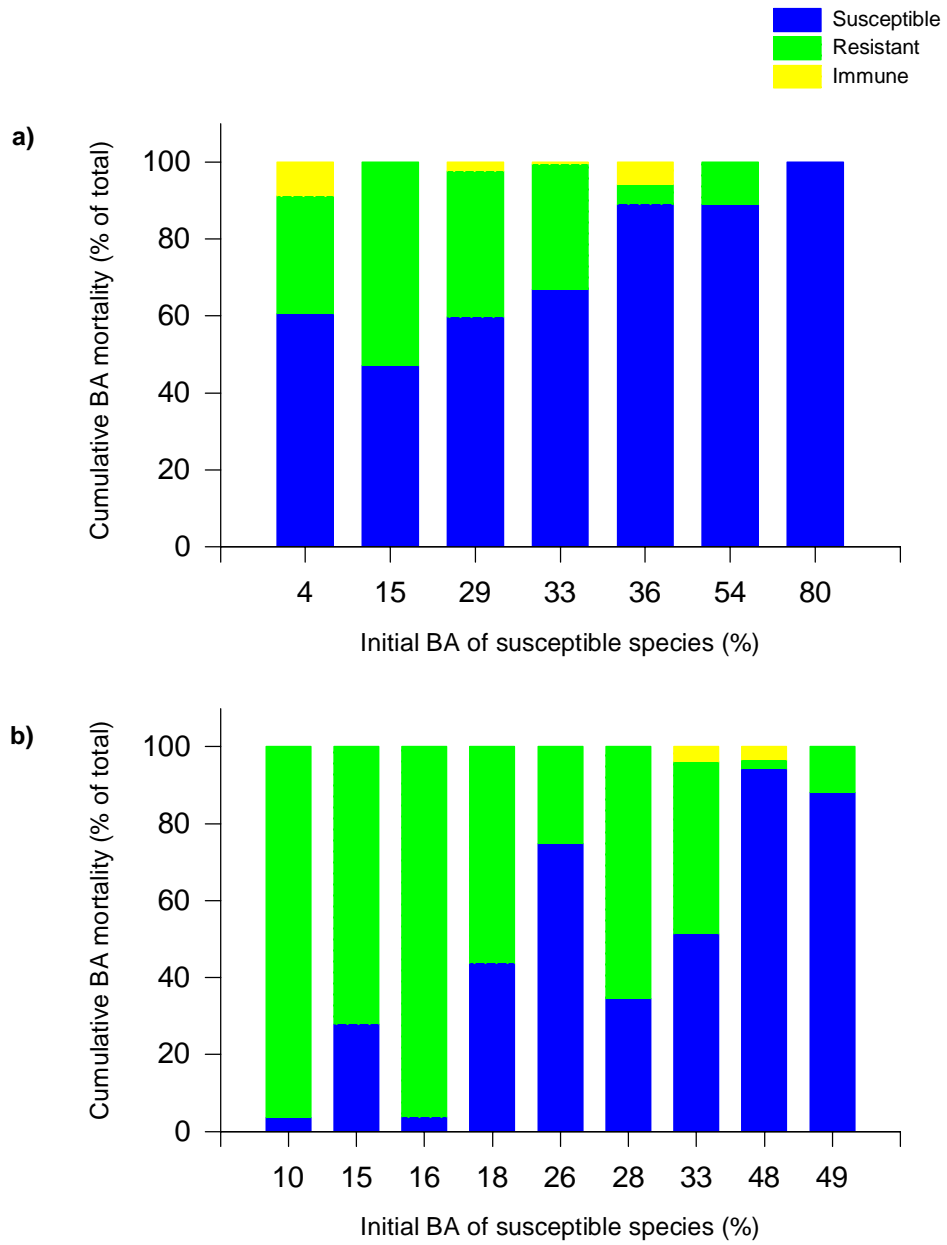 Susceptible
Resistant
Immune
a)
Cumulative BA mortality (% of total)
100
80
60
40
20
0
4 15 29 33 36 54 80
Initial BA of susceptible species (%)
b)
Cumulative BA mortality (% of total)
100
80
60
40
20
0
10 15 16 18 26 28 33 48 49
Initial BA of susceptible species (%)